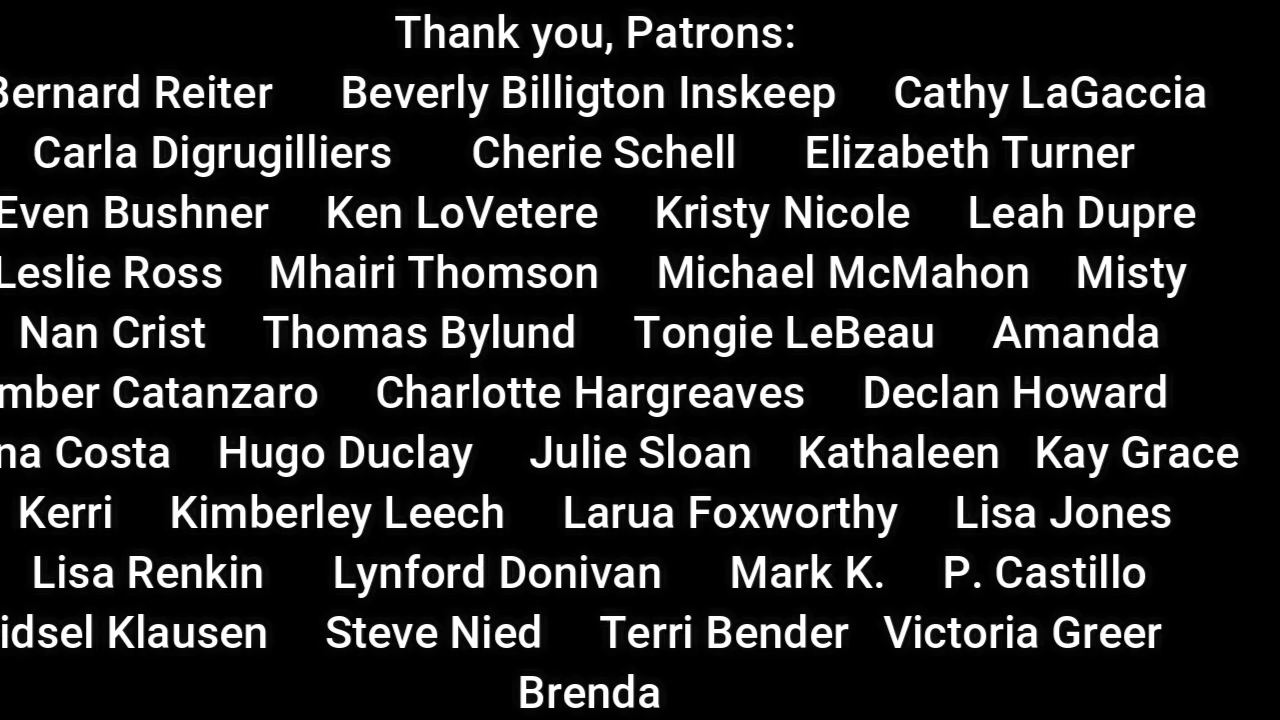 Thank you, Patrons:
Bernard Reiter Beverly Billigton Inskeep Cathy LaGaccia
Carla Digrugilliers Cherie Schell Elizabeth Turner
Even Bushner Ken LoVetere Kristy Nicole Leah Dupre
Leslie Ross Mhairi Thomson Michael McMahon Misty
Nan Crist Thomas Bylund Tongie LeBeau Amanda
mber Catanzaro Charlotte Hargreaves Declan Howard
na Costa Hugo Duclay Julie Sloan Kathaleen Kay Grace
Kerri Kimberley Leech Larua Foxworthy Lisa Jones
Lisa Renkin Lynford Donivan Mark K. P. Castillo
idsel Klausen Steve Nied Terri Bender Victoria Greer
Brenda